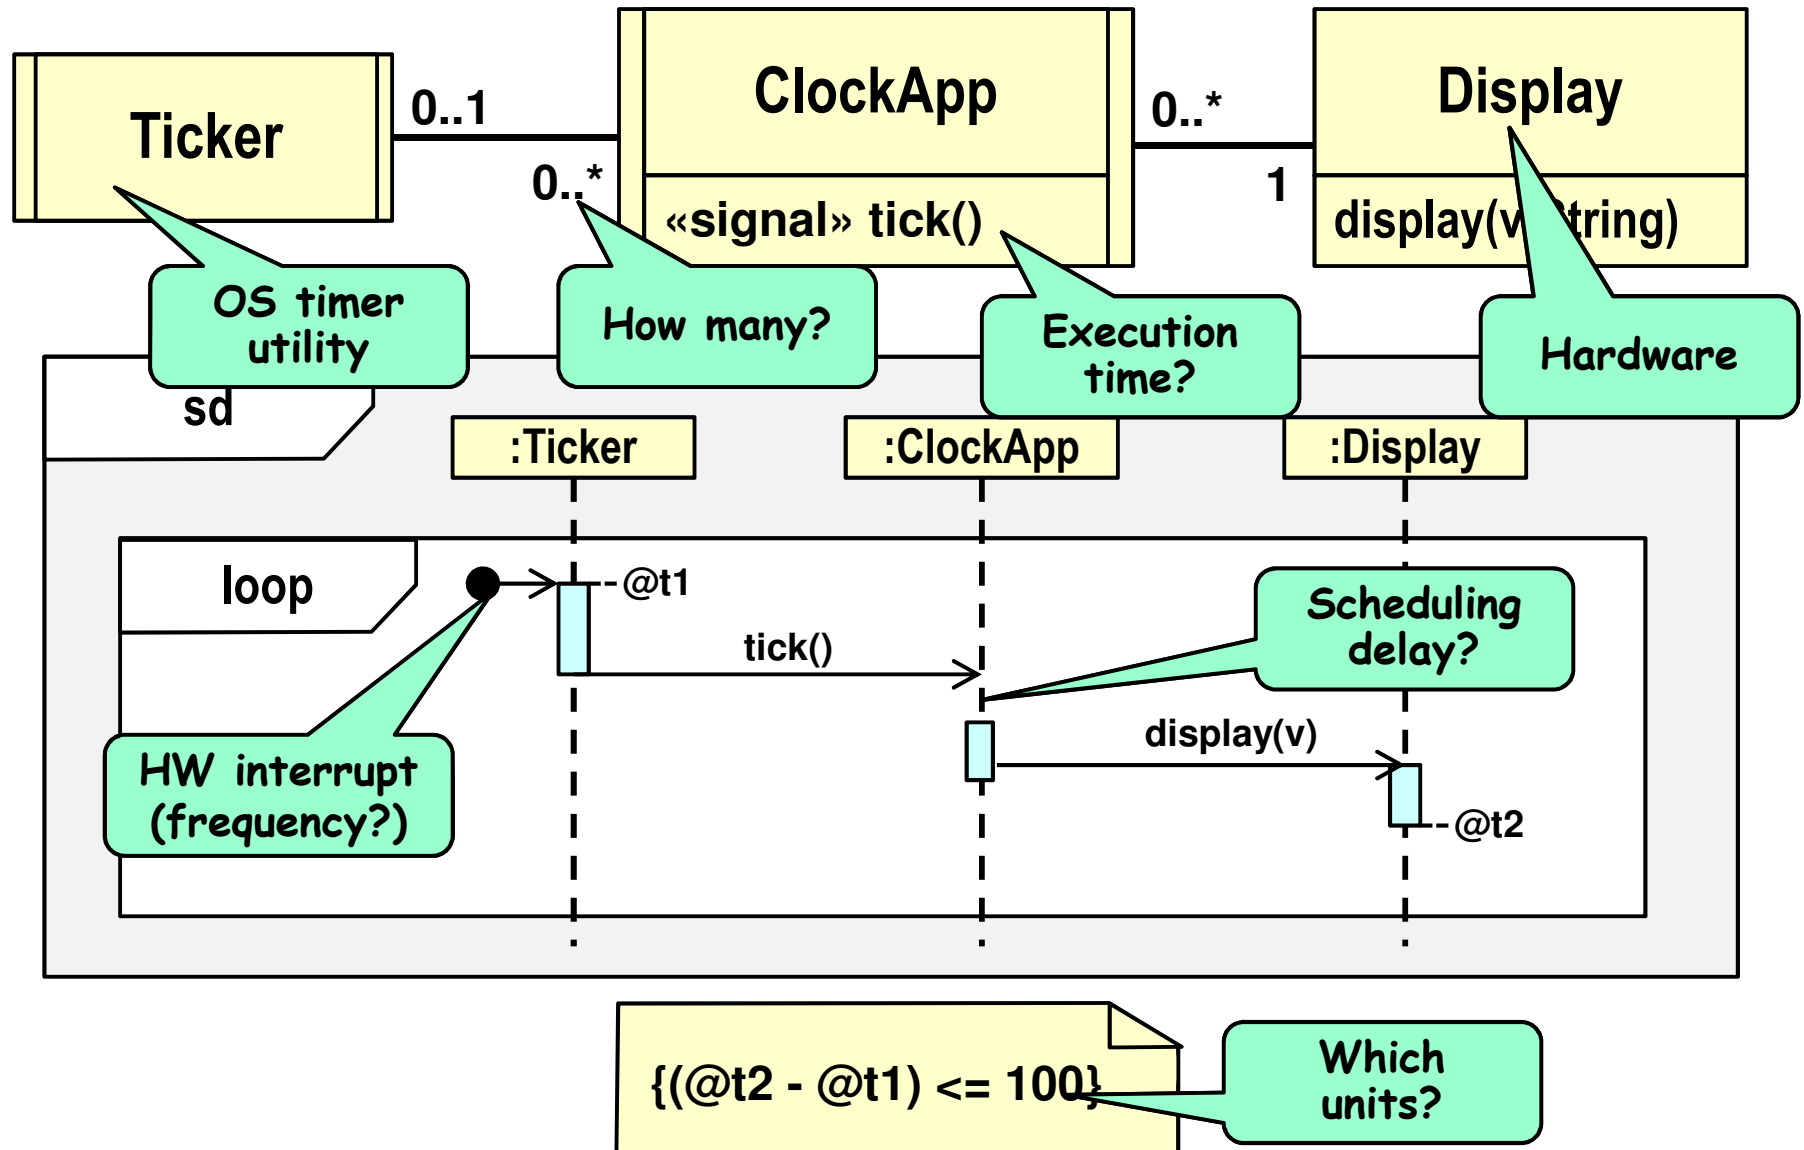 Ticker
0..1
0..*
ClockApp
«signal» tick()
0..*
1
Display
display(v String)
OS timer
utility
How many?
Execution
time?
Hardware
sd
:Ticker
:ClockApp
:Display
loop
@t1
tick()
Scheduling
delay?
display(v)
HW interrupt
(frequency?)
@t2
{(@t2 - @t1) <= 100}
Which
units?